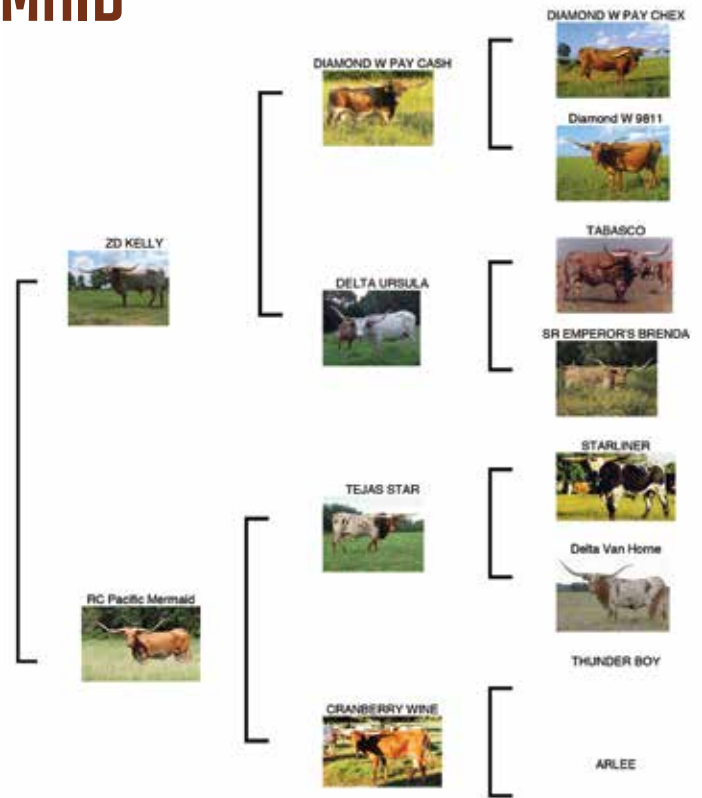 DIAMOND W PAY CHEX
DIAMOND W PAY CASH
Diamond W 9811
TABASCO
ZD KELLY
DELTA URSULA
SR EMPEROR'S BRENDA
STARLINER
TEJAS STAR
Delta Van Horne
RC Pacific Mermaid
THUNDER BOY
CRANBERRY WINE
ARLEE